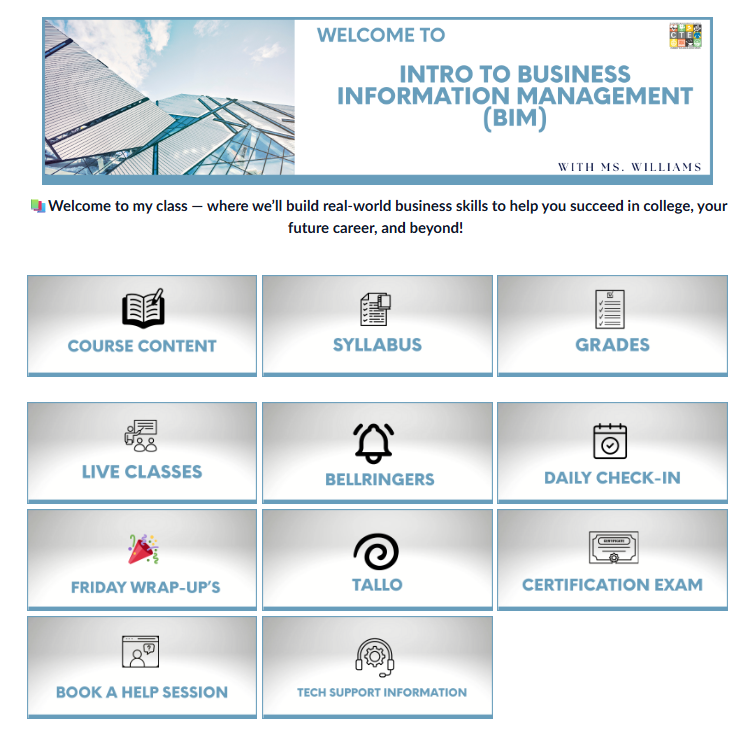 WELCOME TO
CTE
INTRO TO BUSINESS
INFORMATION MANAGEMENT
(BIM)
WITH MS. WILLIAMS
Welcome to my class — where we'll build real-world business skills to help you succeed in college, your
future career, and beyond!
COURSE CONTENT
SYLLABUS
GRADES
LIVE CLASSES
BELLRINGERS
DAILY CHECK-IN
FRIDAY WRAP-UP'S
TALLO
CERTIFICATE
CERTIFICATION EXAM
BOOK A HELP SESSION
TECH SUPPORT INFORMATION